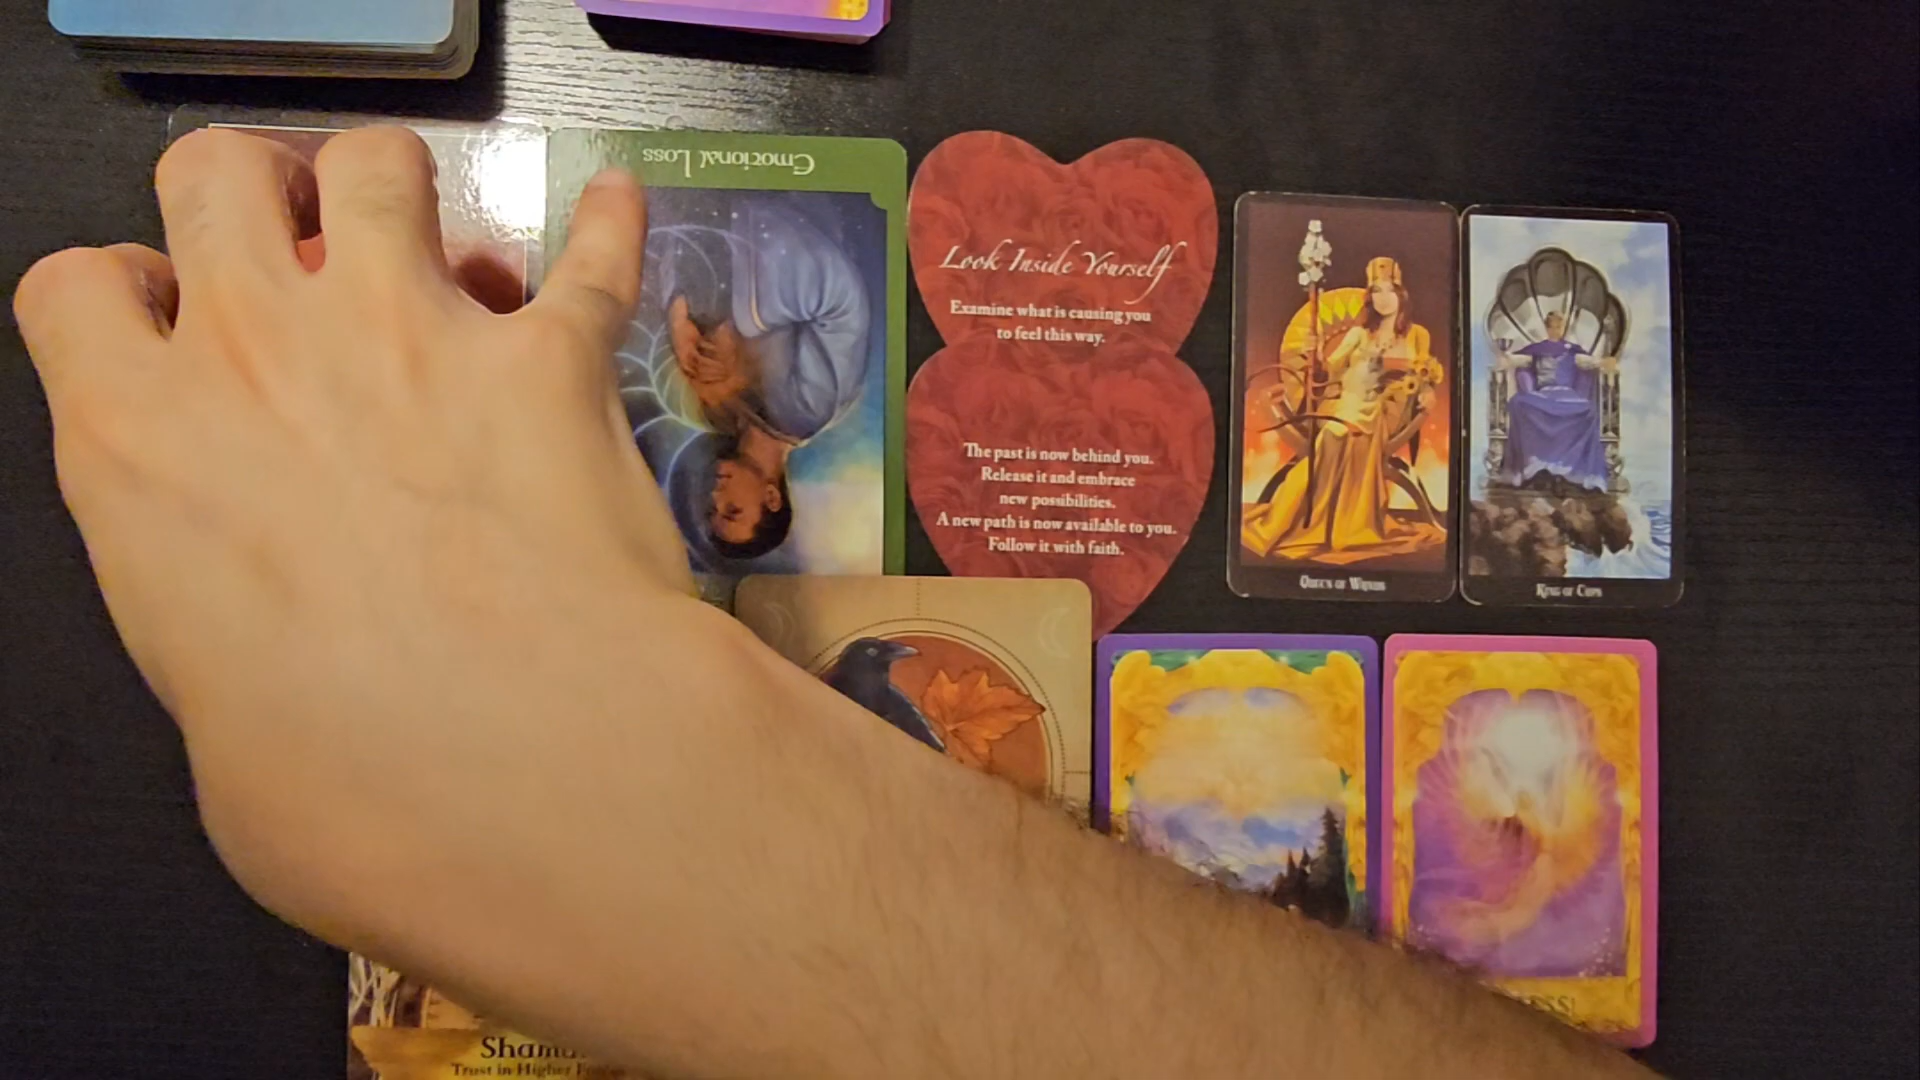 Emotional Loss
Look Inside Yourself
Examine what is causing you
to feel this way.
The past is now behind you.
Release it and embrace
new possibilities.
A new path is now available to you.
Follow it with faith.
Queen of Wands
King of Cups
Trust in Higher